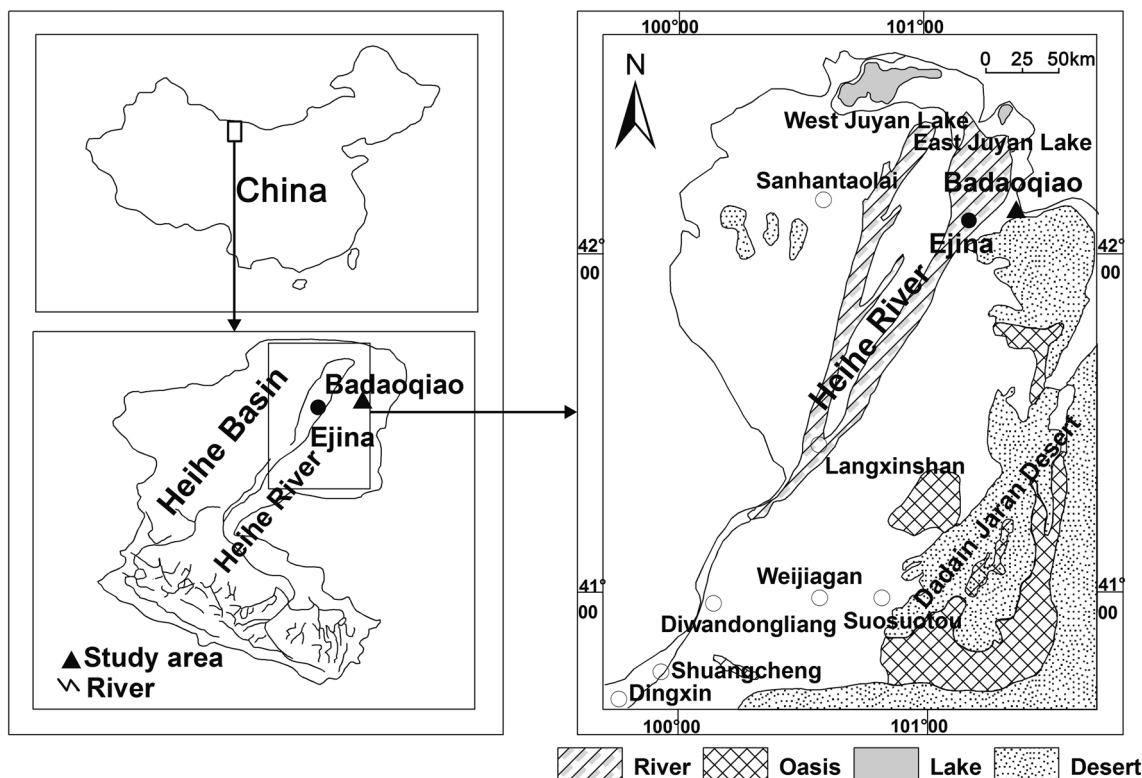 China
Heihe Basin
Badaoqiao
Ejina
Heihe River
Study area
River
100°00
101°00
N
0 25 50km
West Juyan Lake
East Juyan Lake
Sanhantaolai
Badaoqiao
Ejina
42°
00
42°
00
Heihe River
Langxinshan
Dadain Jaran Desert
Weijiagan
41°
00
41°
00
Diwandongliang
Suosuotou
Shuangcheng
Dingxin
100°00
101°00
River
Oasis
Lake
Desert